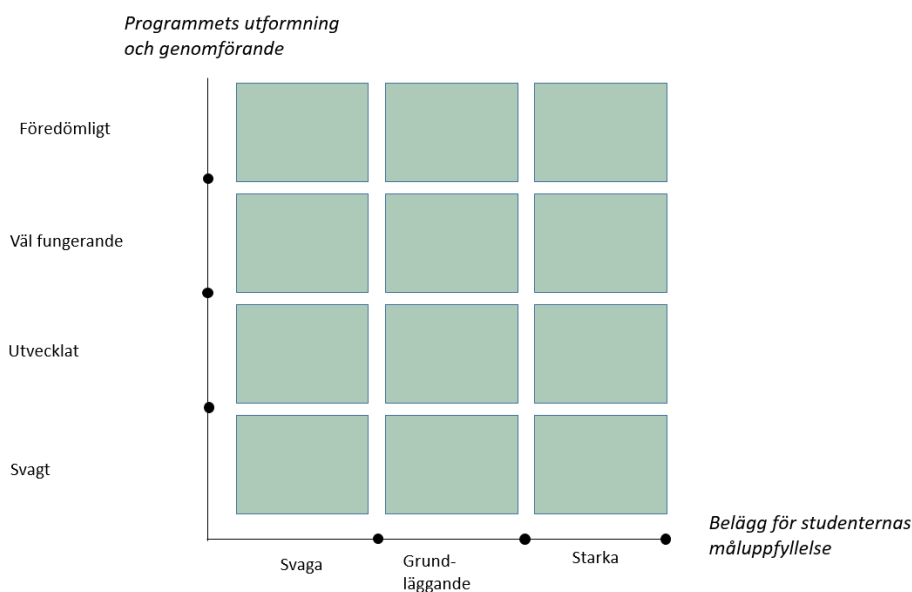 Programmets utformning
och genomförande
Föredömligt
Väl fungerande
Utvecklat
Svagt
Svaga
Grund-
läggande
Starka
Belägg för studenternas
måluppfyllelse